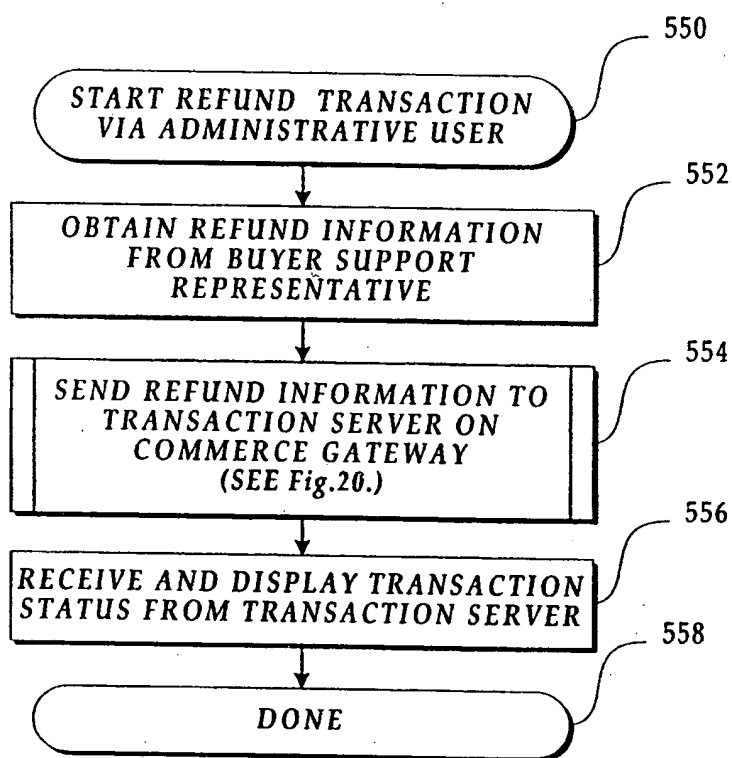 550
START REFUND TRANSACTION
VIA ADMINISTRATIVE USER
552
OBTAIN REFUND INFORMATION
FROM BUYER SUPPORT
REPRESENTATIVE
554
SEND REFUND INFORMATION TO
TRANSACTION SERVER ON
COMMERCE GATEWAY
(SEE Fig.20.)
556
RECEIVE AND DISPLAY TRANSACTION
STATUS FROM TRANSACTION SERVER
558
DONE